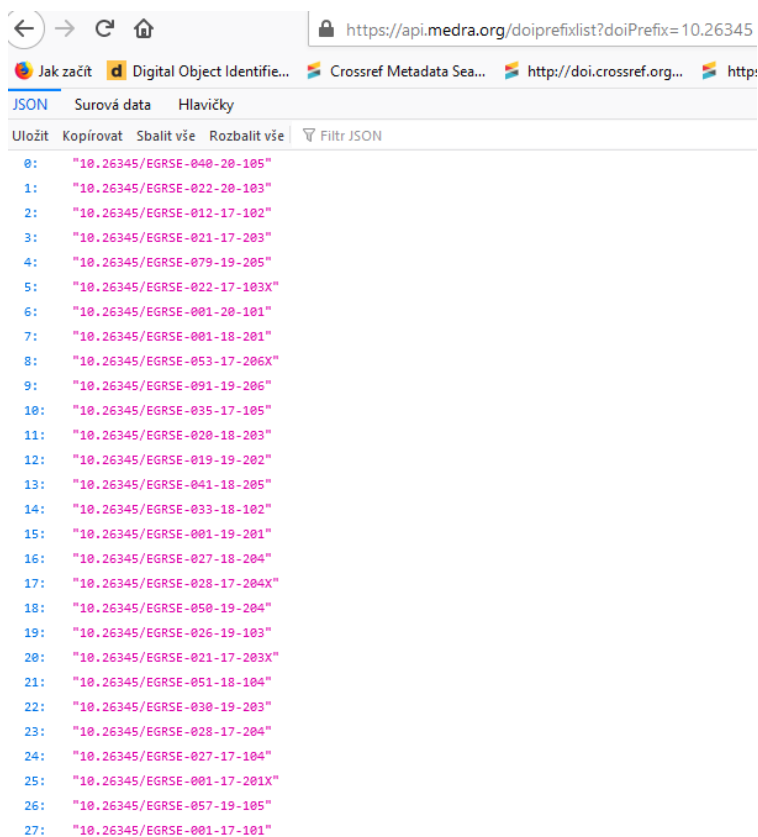 https://api.medra.org/doiprefixlist?doiPrefix=10.26345
Jak začít d Digital Object Identifie... Crossref Metadata Sea... http://doi.crossref.org... https
JSON Surová data Hlavičky
Uložit Kopírovat Sbalit vše Rozbalit vše Filtr JSON
0: "10.26345/EGRSE-040-20-105"
1: "10.26345/EGRSE-022-20-103"
2: "10.26345/EGRSE-012-17-102"
3: "10.26345/EGRSE-021-17-203"
4: "10.26345/EGRSE-079-19-205"
5: "10.26345/EGRSE-022-17-103X"
6: "10.26345/EGRSE-001-20-101"
7: "10.26345/EGRSE-001-18-201"
8: "10.26345/EGRSE-053-17-206X"
9: "10.26345/EGRSE-091-19-206"
10: "10.26345/EGRSE-035-17-105"
11: "10.26345/EGRSE-020-18-203"
12: "10.26345/EGRSE-019-19-202"
13: "10.26345/EGRSE-041-18-205"
14: "10.26345/EGRSE-033-18-102"
15: "10.26345/EGRSE-001-19-201"
16: "10.26345/EGRSE-027-18-204"
17: "10.26345/EGRSE-028-17-204X"
18: "10.26345/EGRSE-050-19-204"
19: "10.26345/EGRSE-026-19-103"
20: "10.26345/EGRSE-021-17-203X"
21: "10.26345/EGRSE-051-18-104"
22: "10.26345/EGRSE-030-19-203"
23: "10.26345/EGRSE-028-17-204"
24: "10.26345/EGRSE-027-17-104"
25: "10.26345/EGRSE-001-17-201X"
26: "10.26345/EGRSE-057-19-105"
27: "10.26345/EGRSE-001-17-101"